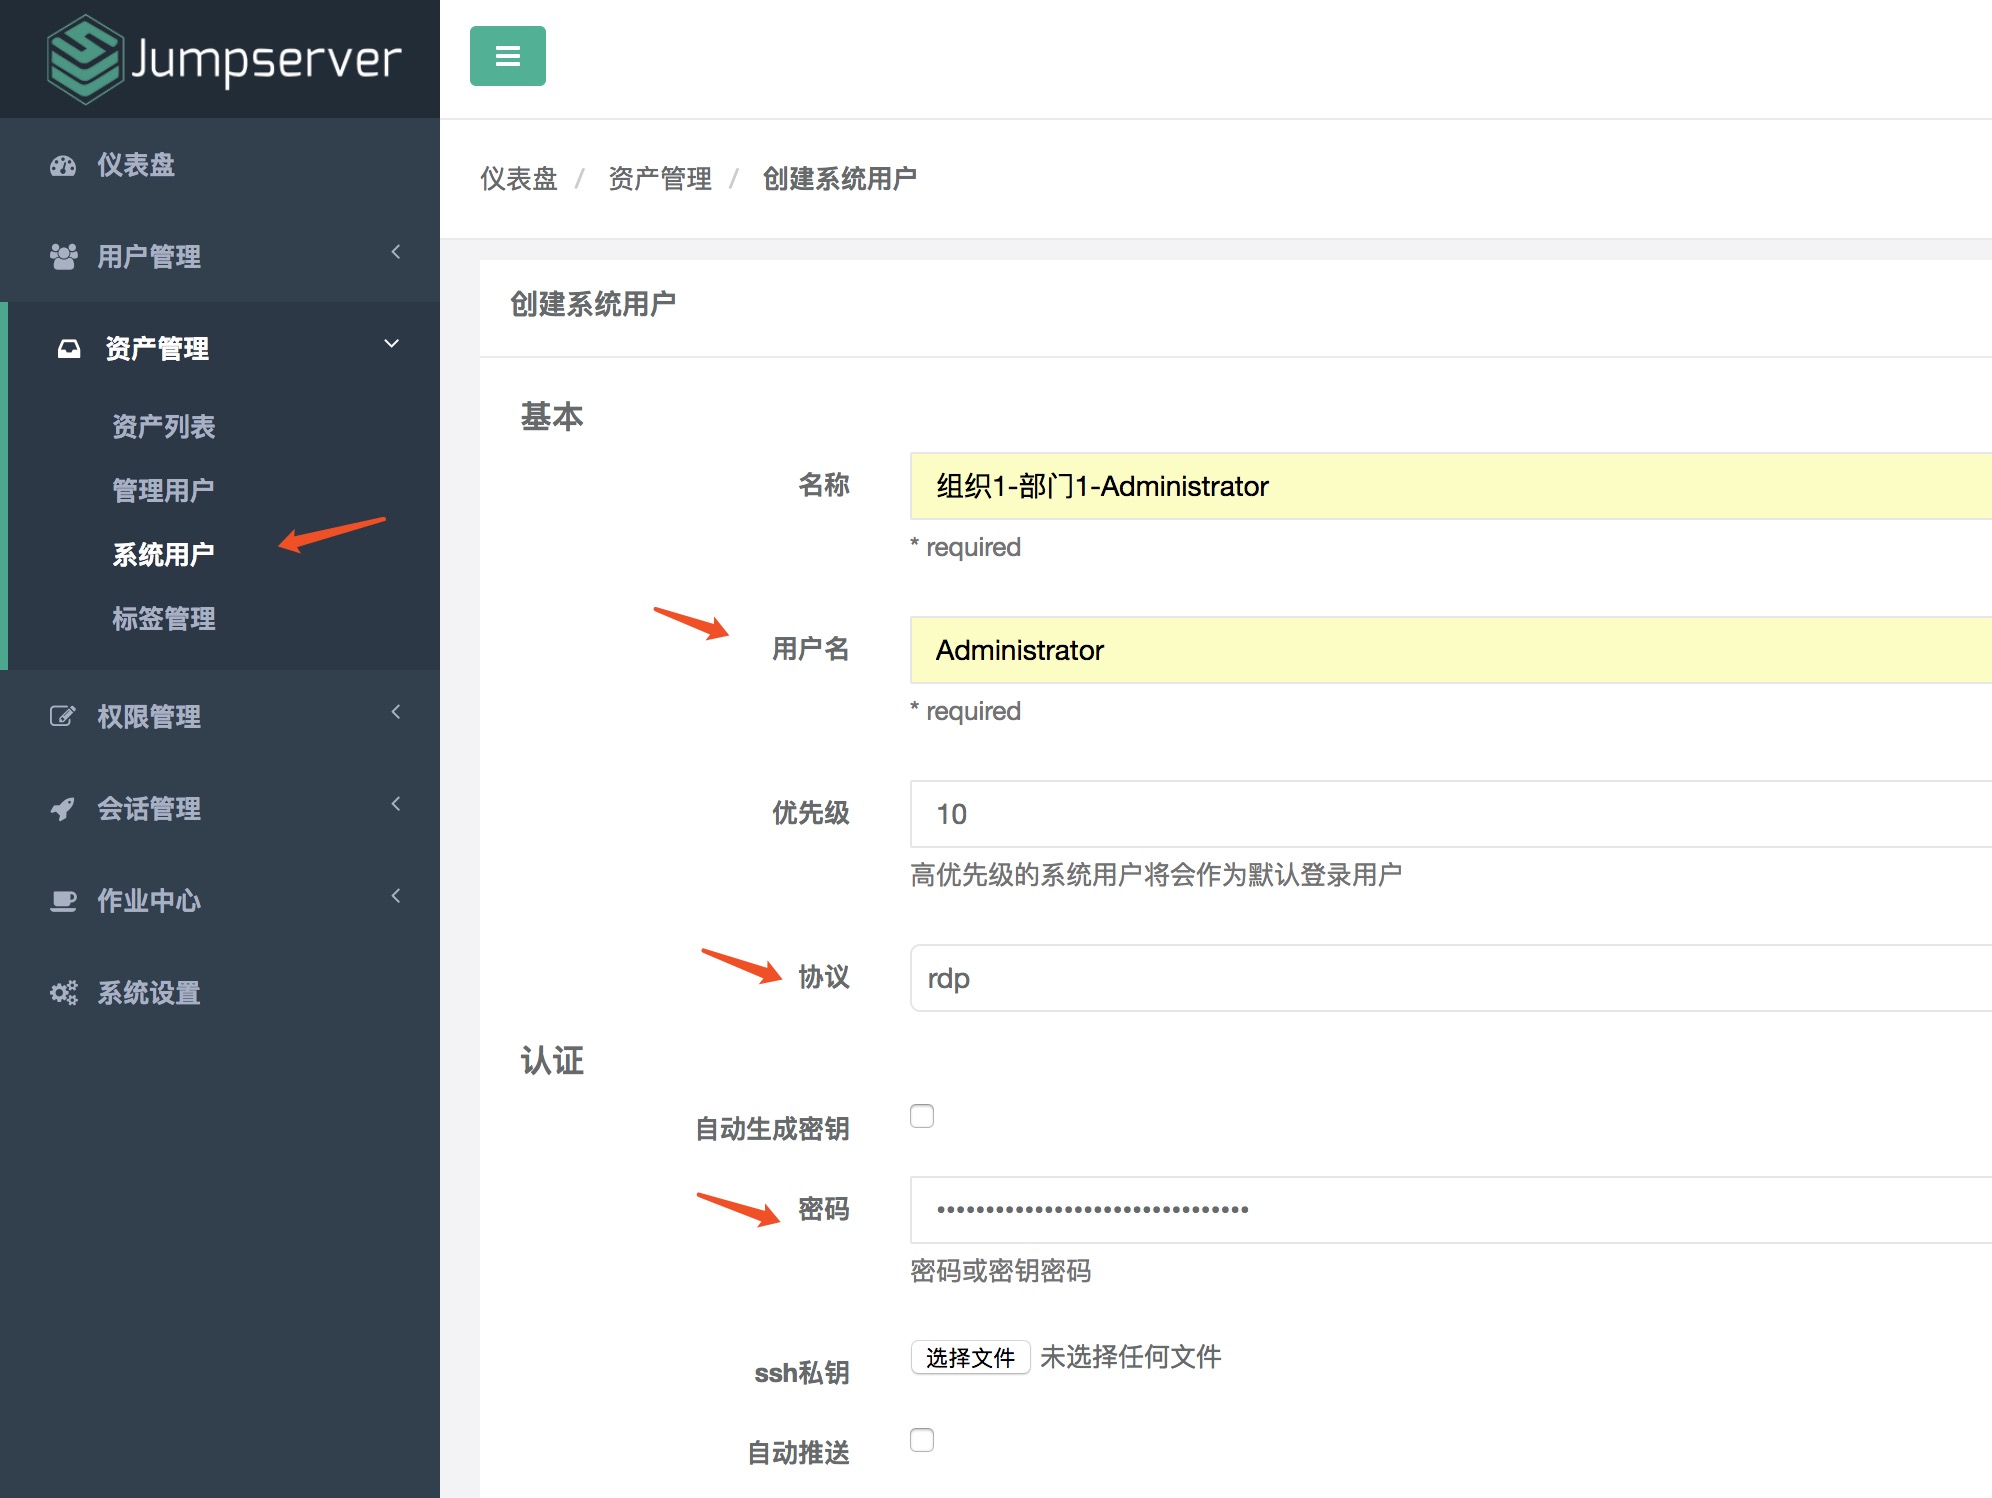 Jumpserver
仪表盘
用户管理
资产管理
资产列表
管理用户
系统用户
标签管理
权限管理
会话管理
作业中心
系统设置
仪表盘 / 资产管理 / 创建系统用户
创建系统用户
基本
名称 组织1-部门1-Administrator
* required
用户名 Administrator
* required
优先级 10
高优先级的系统用户将会作为默认登录用户
协议 rdp
认证
自动生成密钥
密码 ••••••••••••••••••••••••••••••••
密码或密钥密码
ssh私钥 选择文件 未选择任何文件
自动推送